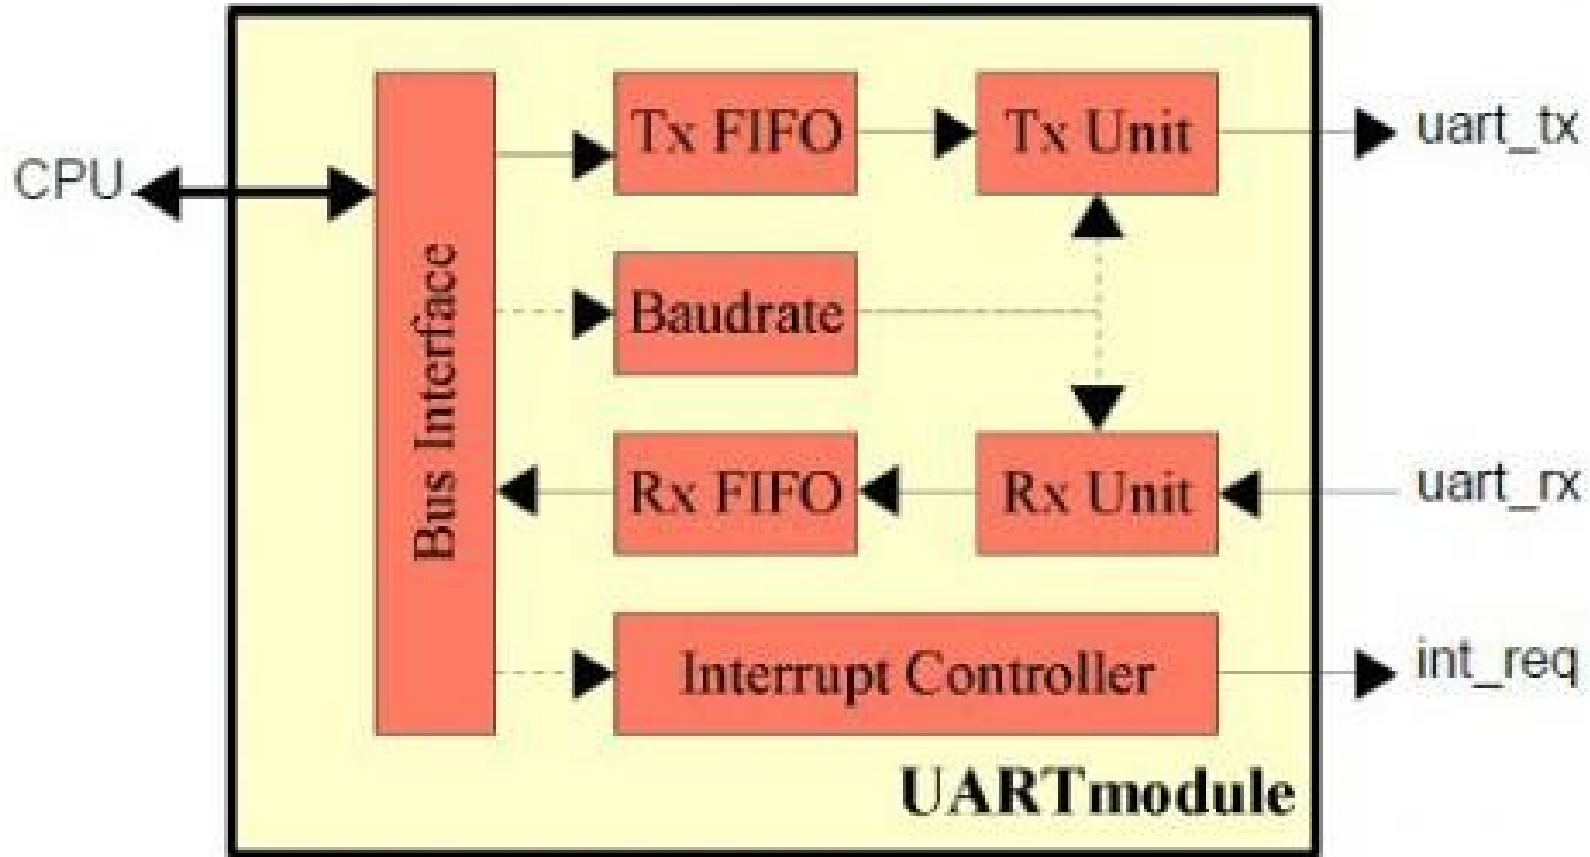 Tx FIFO
Tx Unit
uart_tx
CPU
Bus Interface
Baudrate
Rx FIFO
Rx Unit
uart_rx
Interrupt Controller
int_req
UARTmodule